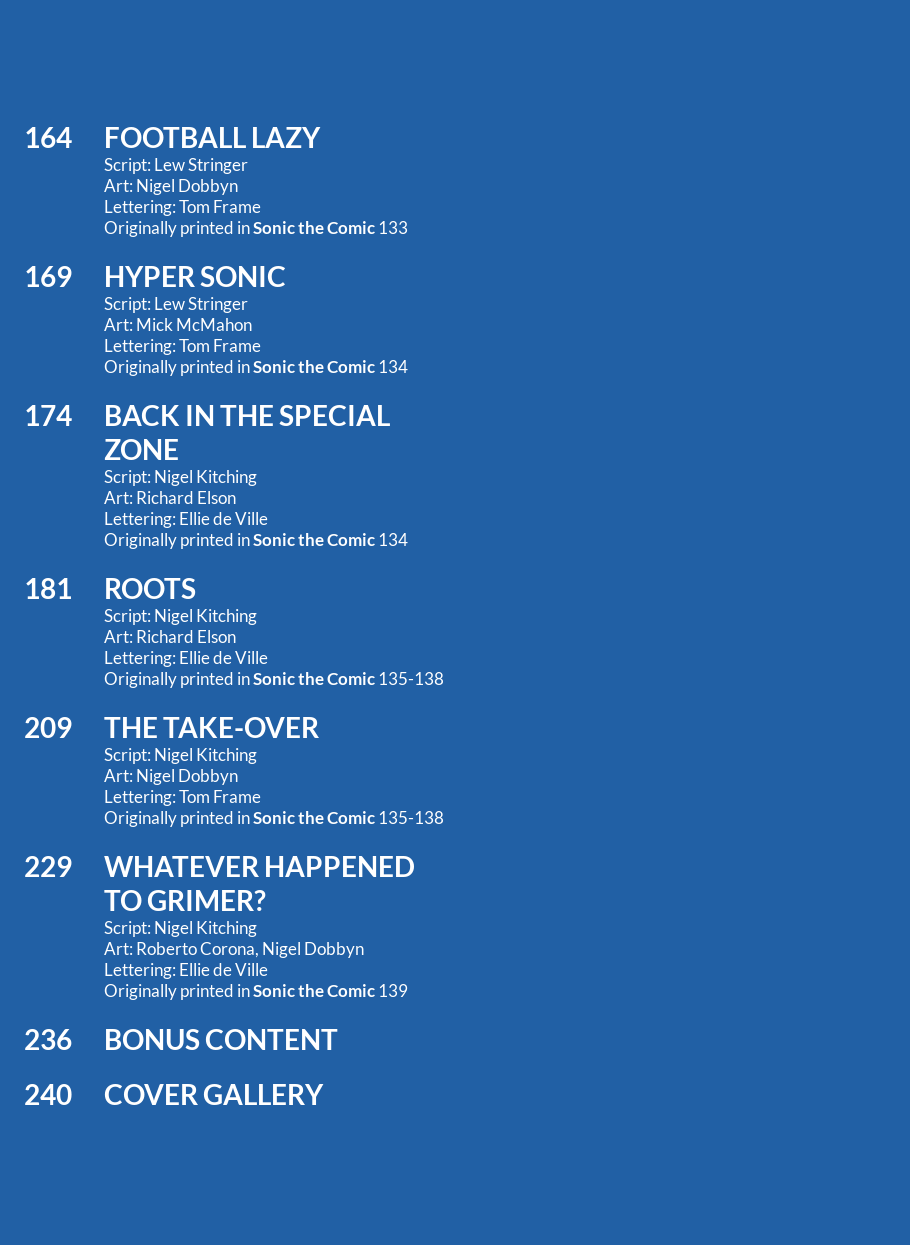 164 FOOTBALL LAZY
Script: Lew Stringer
Art: Nigel Dobbyn
Lettering: Tom Frame
Originally printed in Sonic the Comic 133
169 HYPER SONIC
Script: Lew Stringer
Art: Mick McMahon
Lettering: Tom Frame
Originally printed in Sonic the Comic 134
174 BACK IN THE SPECIAL
ZONE
Script: Nigel Kitching
Art: Richard Elson
Lettering: Ellie de Ville
Originally printed in Sonic the Comic 134
181 ROOTS
Script: Nigel Kitching
Art: Richard Elson
Lettering: Ellie de Ville
Originally printed in Sonic the Comic 135-138
209 THE TAKE-OVER
Script: Nigel Kitching
Art: Nigel Dobbyn
Lettering: Tom Frame
Originally printed in Sonic the Comic 135-138
229 WHATEVER HAPPENED
TO GRIMER?
Script: Nigel Kitching
Art: Roberto Corona, Nigel Dobbyn
Lettering: Ellie de Ville
Originally printed in Sonic the Comic 139
236 BONUS CONTENT
240 COVER GALLERY